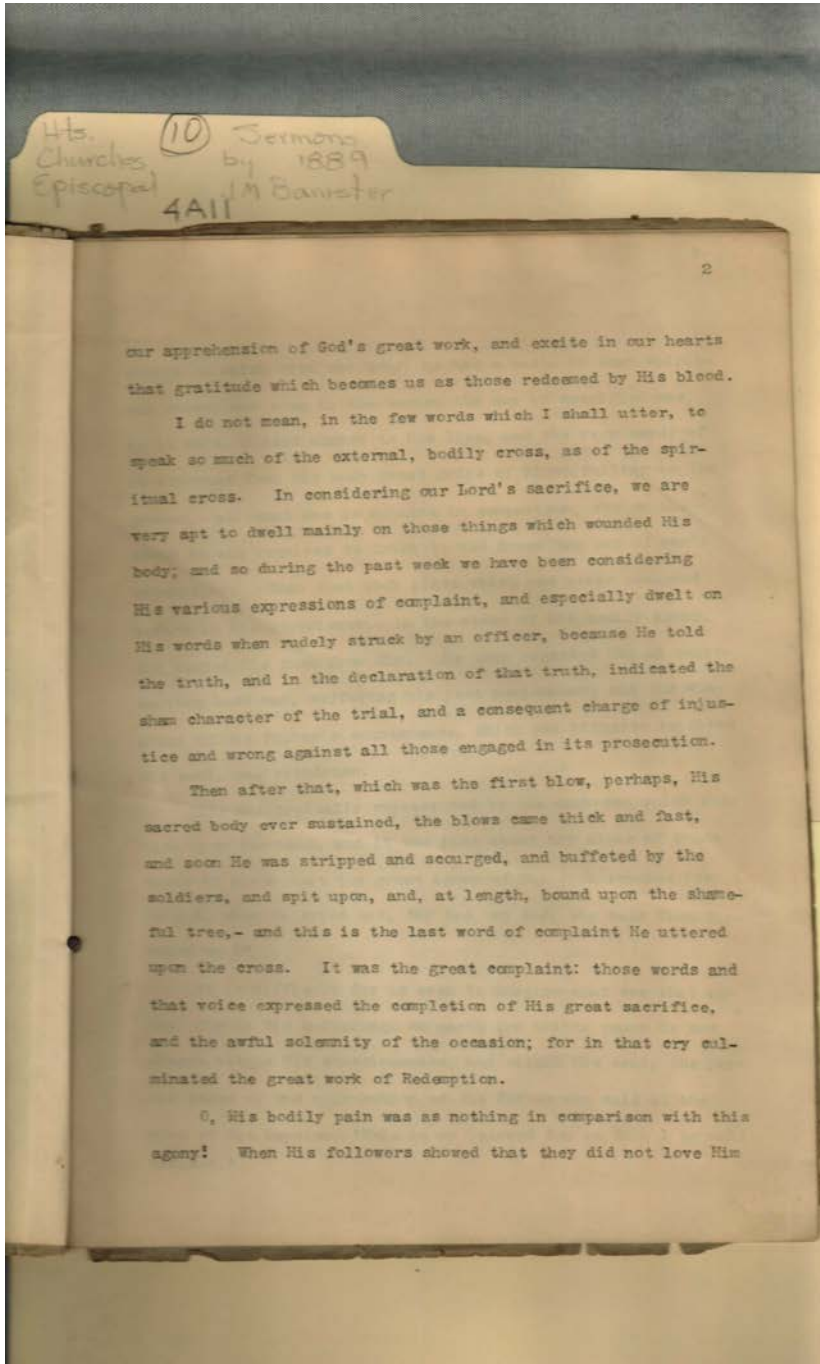 Hts. (10) Sermons
Churches by 1889
Episcopal JM Banister
4A11
2
our apprehension of God's great work, and excite in our hearts
that gratitude which becomes us as those redeemed by His blood.
I do not mean, in the few words which I shall utter, to
speak so much of the external, bodily cross, as of the spir-
itual cross. In considering our Lord's sacrifice, we are
very apt to dwell mainly on those things which wounded His
body; and so during the past week we have been considering
His various expressions of complaint, and especially dwelt on
His words when rudely struck by an officer, because He told
the truth, and in the declaration of that truth, indicated the
sham character of the trial, and a consequent charge of injus-
tice and wrong against all those engaged in its prosecution.
Then after that, which was the first blow, perhaps, His
sacred body ever sustained, the blows came thick and fast,
and soon He was stripped and scourged, and buffeted by the
soldiers, and spit upon, and, at length, bound upon the shame-
ful tree,- and this is the last word of complaint He uttered
upon the cross. It was the great complaint: those words and
that voice expressed the completion of His great sacrifice,
and the awful solemnity of the occasion; for in that cry cul-
minated the great work of Redemption.
O, His bodily pain was as nothing in comparison with this
agony! When His followers showed that they did not love Him